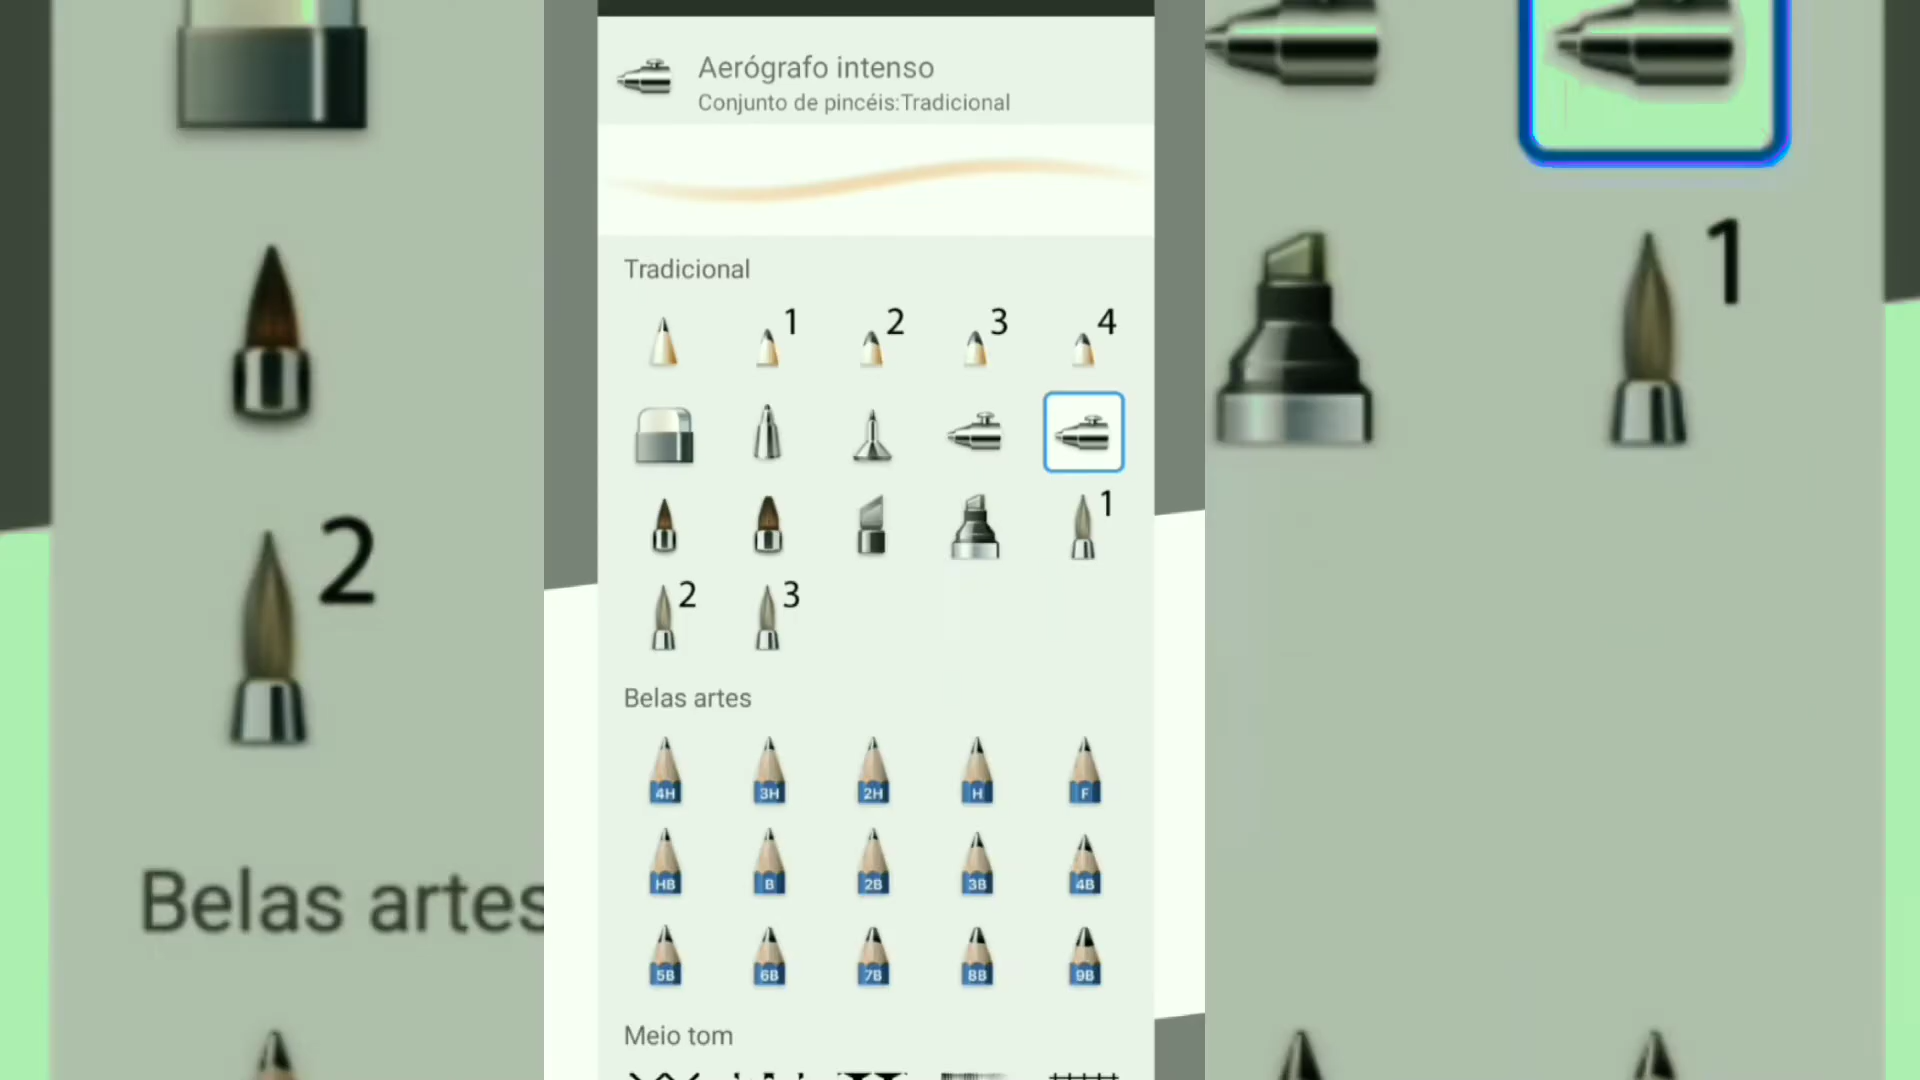 Aerógrafo intenso
Conjunto de pincéis:Tradicional
Tradicional
1 2 3 4
1
2 3
Belas artes
4H 3H 2H H F
HB B 2B 3B 4B
5B 6B 7B 8B 9B
Meio tom
2
Belas artes
1